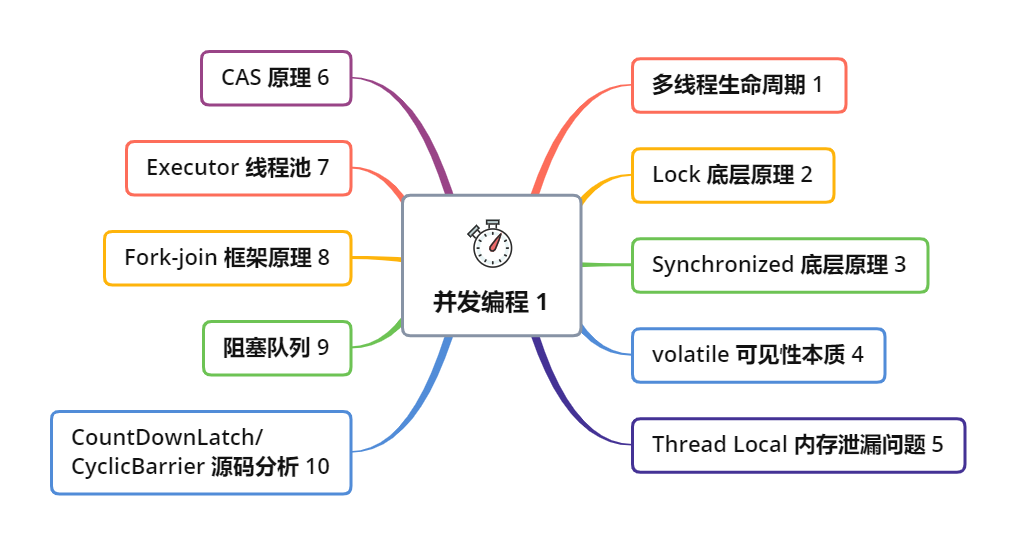 并发编程 1
多线程生命周期 1
Lock 底层原理 2
Synchronized 底层原理 3
volatile 可见性本质 4
Thread Local 内存泄漏问题 5
CAS 原理 6
Executor 线程池 7
Fork-join 框架原理 8
阻塞队列 9
CountDownLatch/
CyclicBarrier 源码分析 10